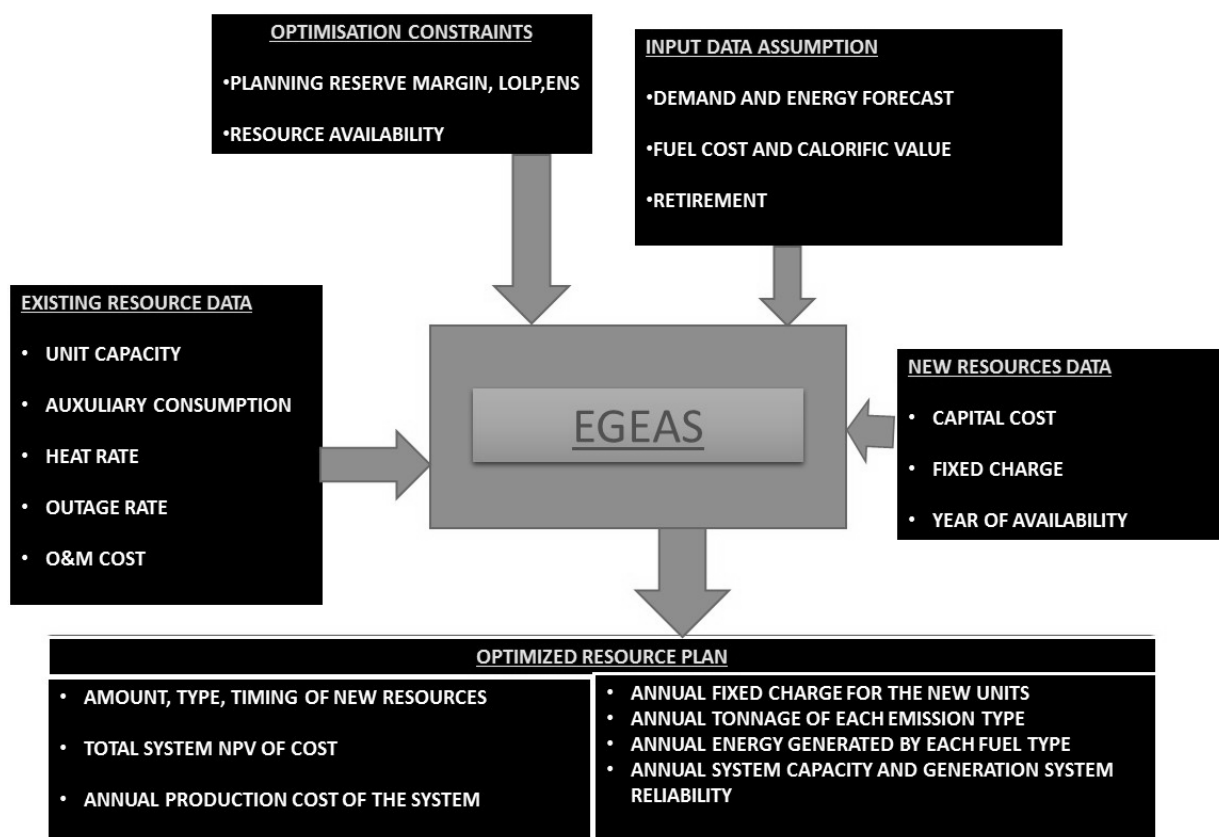 OPTIMISATION CONSTRAINTS
•PLANNING RESERVE MARGIN, LOLP,ENS
•RESOURCE AVAILABILITY
INPUT DATA ASSUMPTION
•DEMAND AND ENERGY FORECAST
•FUEL COST AND CALORIFIC VALUE
•RETIREMENT
EXISTING RESOURCE DATA
• UNIT CAPACITY
• AUXULIARY CONSUMPTION
• HEAT RATE
• OUTAGE RATE
• O&M COST
EGEAS
NEW RESOURCES DATA
• CAPITAL COST
• FIXED CHARGE
• YEAR OF AVAILABILITY
OPTIMIZED RESOURCE PLAN
• AMOUNT, TYPE, TIMING OF NEW RESOURCES
• TOTAL SYSTEM NPV OF COST
• ANNUAL PRODUCTION COST OF THE SYSTEM
• ANNUAL FIXED CHARGE FOR THE NEW UNITS
• ANNUAL TONNAGE OF EACH EMISSION TYPE
• ANNUAL ENERGY GENERATED BY EACH FUEL TYPE
• ANNUAL SYSTEM CAPACITY AND GENERATION SYSTEM
RELIABILITY